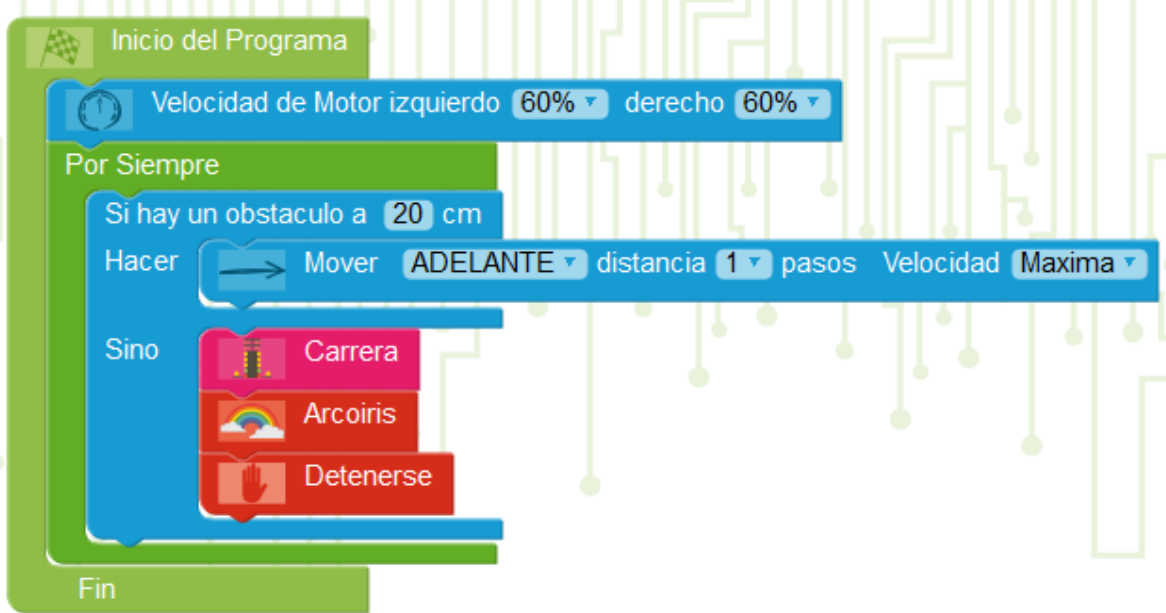 Inicio del Programa
Velocidad de Motor izquierdo 60% derecho 60%
Por Siempre
Si hay un obstaculo a 20 cm
Hacer Mover ADELANTE distancia 1 pasos Velocidad Maxima
Sino Carrera
Arcoiris
Detenerse
Fin